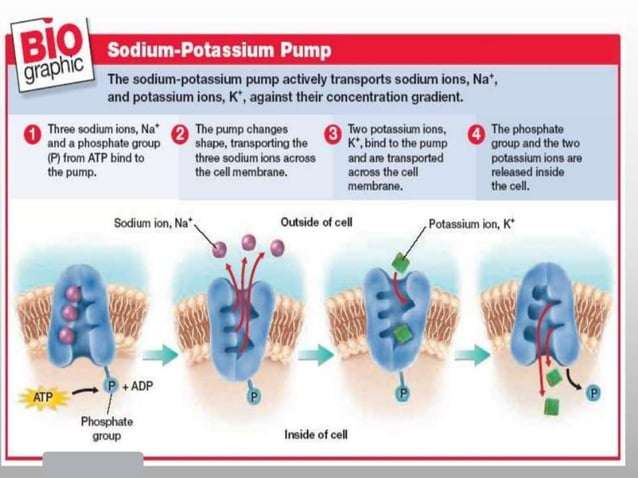 BIO
graphic
Sodium-Potassium Pump
The sodium-potassium pump actively transports sodium ions, Na⁺,
and potassium ions, K⁺, against their concentration gradient.
1 Three sodium ions, Na⁺
and a phosphate group
(P) from ATP bind to
the pump.
2 The pump changes
shape, transporting the
three sodium ions across
the cell membrane.
3 Two potassium ions,
K⁺, bind to the pump
and are transported
across the cell
membrane.
4 The phosphate
group and the two
potassium ions are
released inside
the cell.
Sodium ion, Na⁺
Outside of cell
Potassium ion, K⁺
ATP
P + ADP
P
P
P
Phosphate
group
Inside of cell